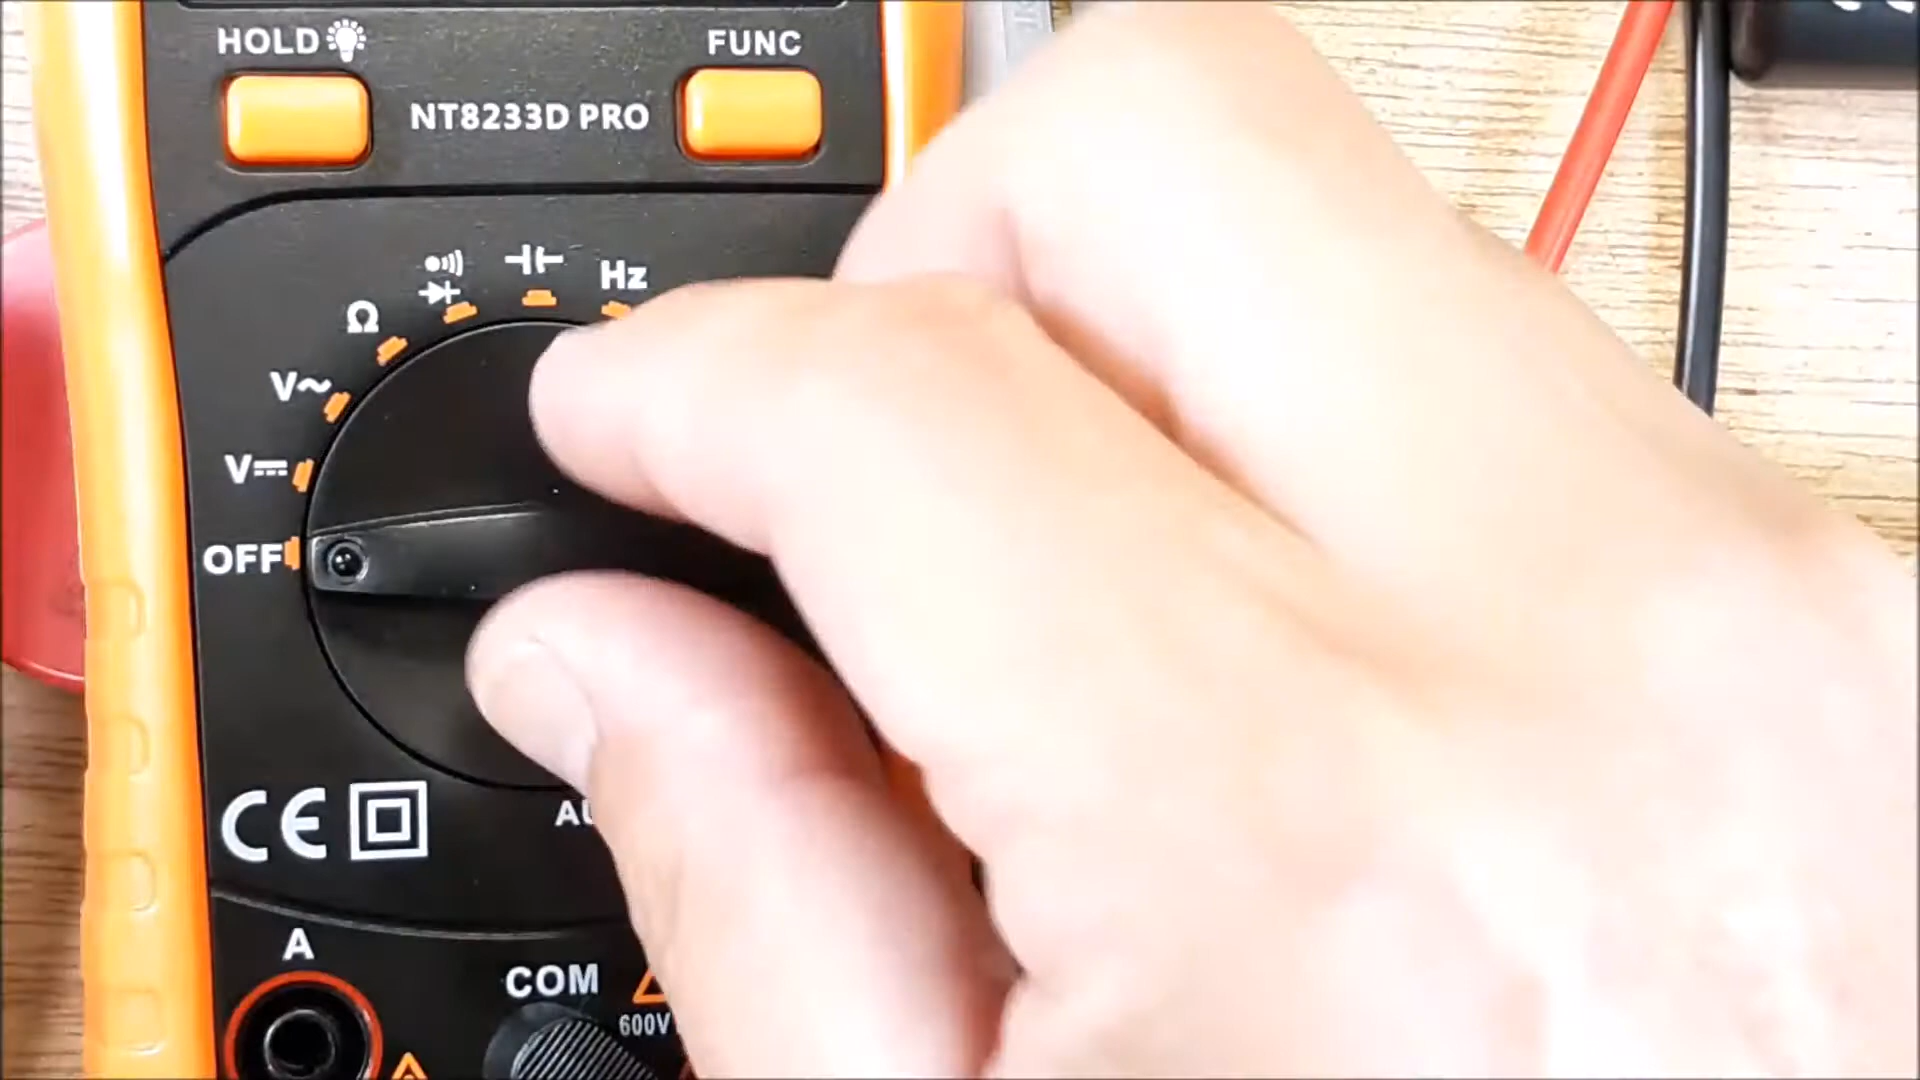 HOLD
FUNC
NT8233D PRO
Hz
Ω
V~
V⎓
OFF
CE
A
COM
600V